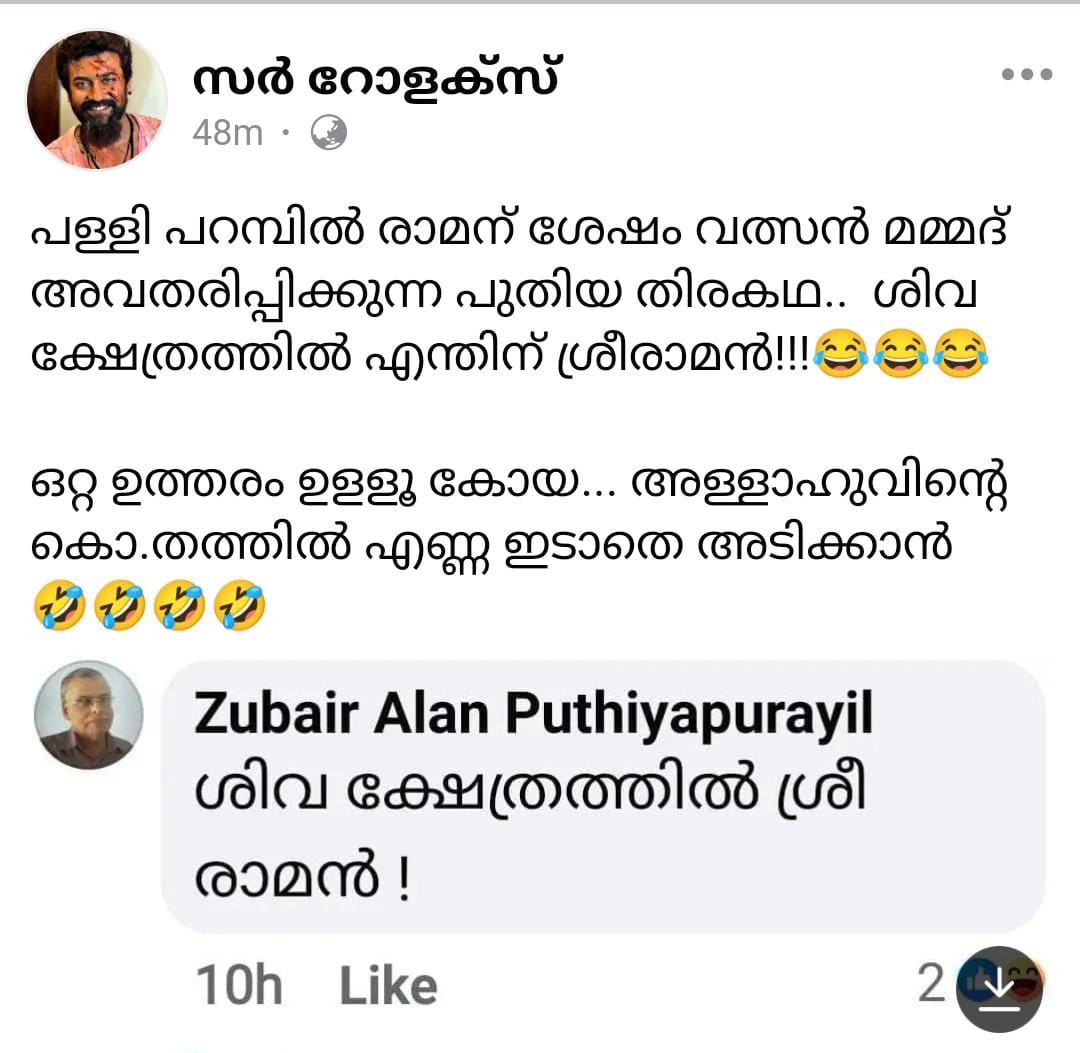 സർ റോളക്സ്
48m ·
പള്ളി പറമ്പിൽ രാമന് ശേഷം വത്സൻ മമ്മദ്
അവതരിപ്പിക്കുന്ന പുതിയ തിരകഥ.. ശിവ
ക്ഷേത്രത്തിൽ എന്തിന് ശ്രീരാമൻ!!!😂😂😂
ഒറ്റ ഉത്തരം ഉളളൂ കോയ... അള്ളാഹുവിന്റെ
കൊ.തത്തിൽ എണ്ണ ഇടാതെ അടിക്കാൻ
🤣🤣🤣🤣
Zubair Alan Puthiyapurayil
ശിവ ക്ഷേത്രത്തിൽ ശ്രീ
രാമൻ !
10h Like 2